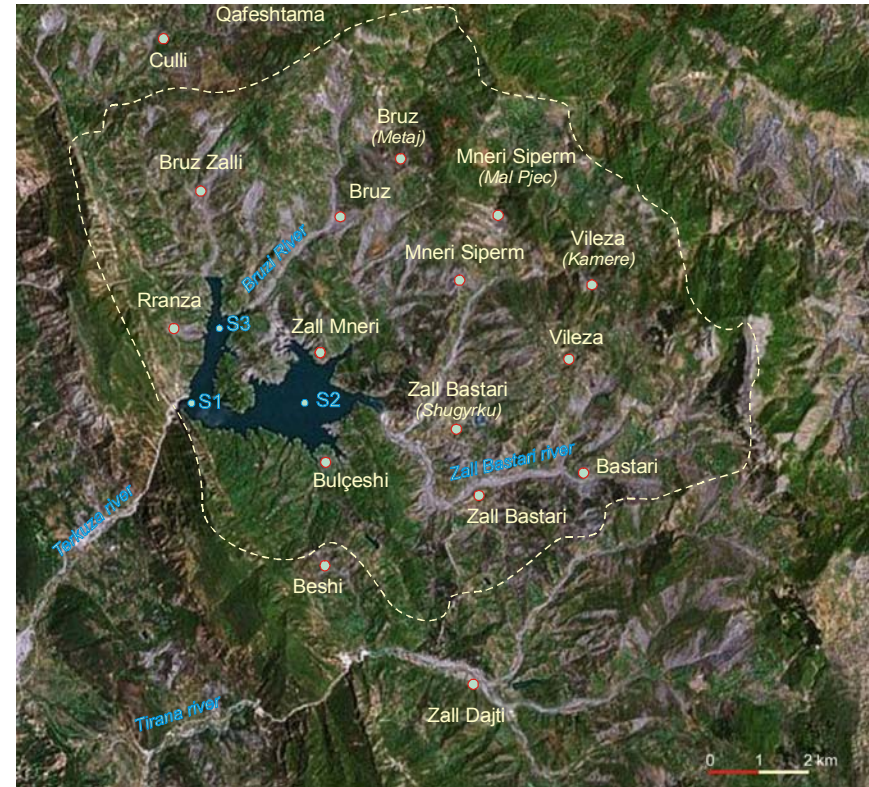 Qafeshtama
Culli
Bruz
(Metaj)
Mneri Siperm
(Mal Pjec)
Bruz Zalli
Bruz
Vileza
(Kamere)
Bruzi River
Mneri Siperm
Rranza
S3
Zall Mneri
Vileza
S1
S2
Zall Bastari
(Shugyrku)
Zall Bastari river
Bastari
Bulçeshi
Zall Bastari
Terkuza river
Beshi
Tirana river
Zall Dajti
0 1 2 km